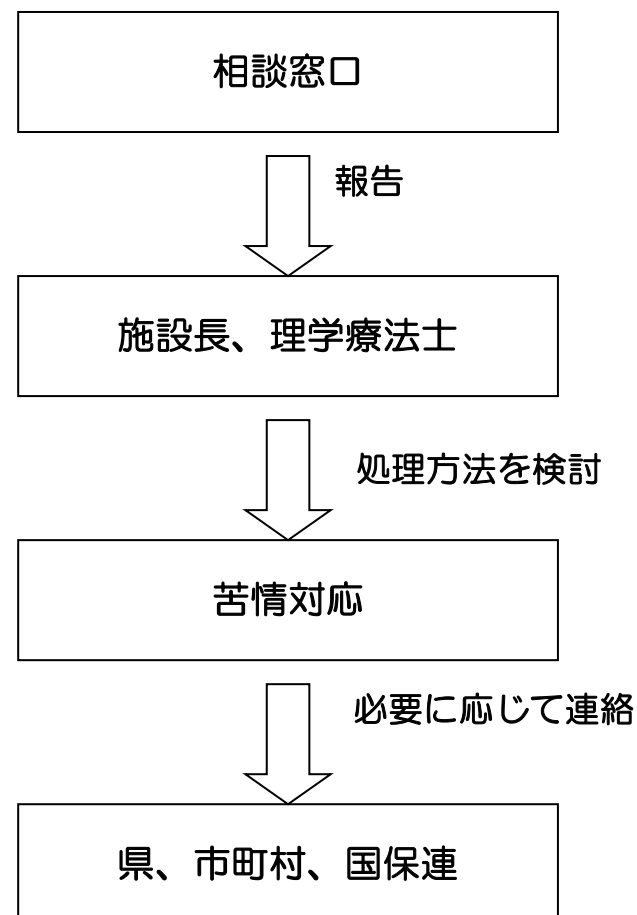 相談窓口
報告
施設長、理学療法士
処理方法を検討
苦情対応
必要に応じて連絡
県、市町村、国保連